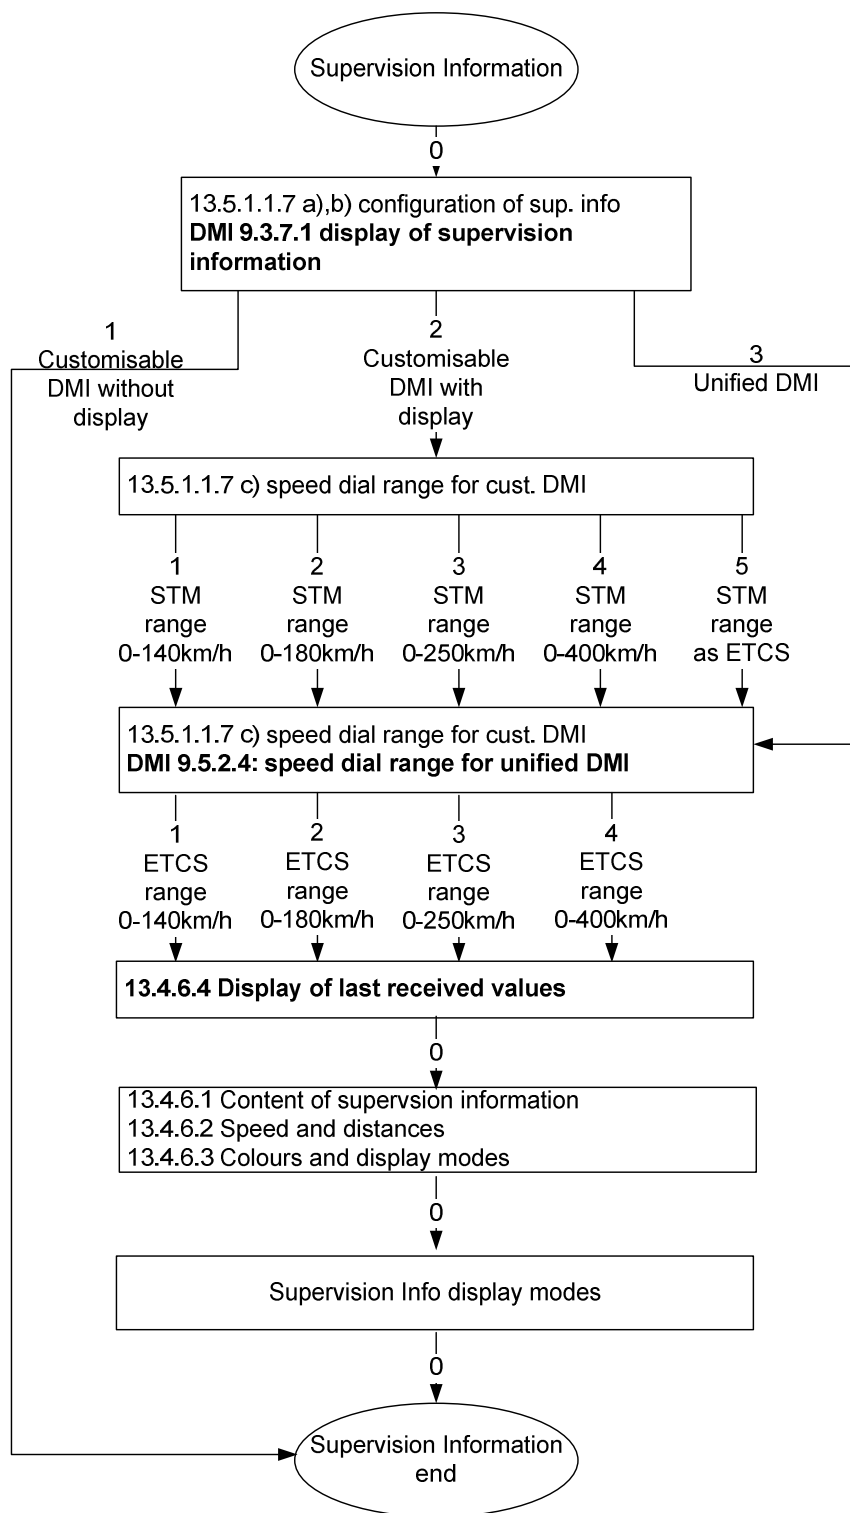 Supervision Information
0
13.5.1.1.7 a),b) configuration of sup. info
DMI 9.3.7.1 display of supervision
information
1
Customisable
DMI without
display
2
Customisable
DMI with
display
3
Unified DMI
13.5.1.1.7 c) speed dial range for cust. DMI
1
STM
range
0-140km/h
2
STM
range
0-180km/h
3
STM
range
0-250km/h
4
STM
range
0-400km/h
5
STM
range
as ETCS
13.5.1.1.7 c) speed dial range for cust. DMI
DMI 9.5.2.4: speed dial range for unified DMI
1
ETCS
range
0-140km/h
2
ETCS
range
0-180km/h
3
ETCS
range
0-250km/h
4
ETCS
range
0-400km/h
13.4.6.4 Display of last received values
0
13.4.6.1 Content of supervsion information
13.4.6.2 Speed and distances
13.4.6.3 Colours and display modes
0
Supervision Info display modes
0
Supervision Information
end